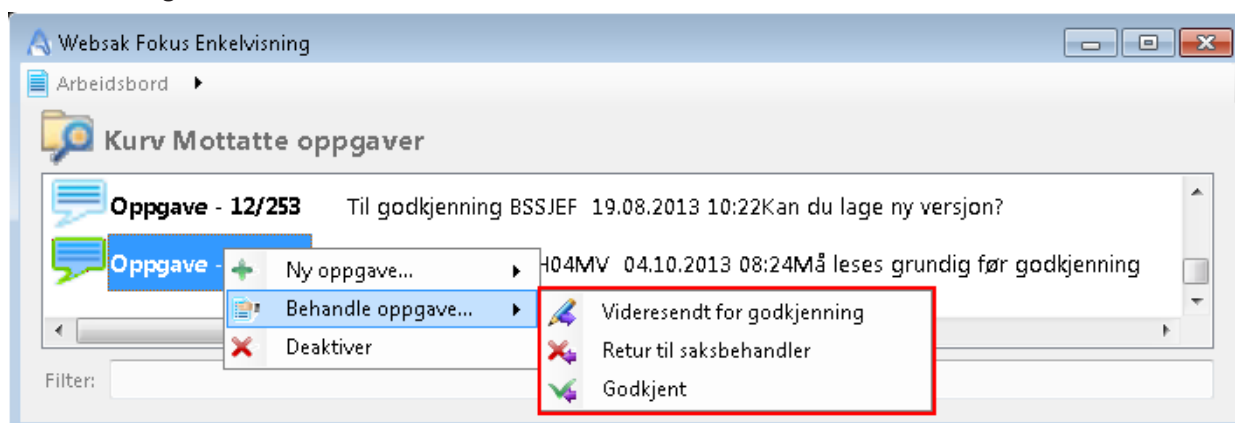 Websak Fokus Enkelvisning
Arbeidsbord
Kurv Mottatte oppgaver
Oppgave - 12/253 Til godkjenning BSSJEF 19.08.2013 10:22Kan du lage ny versjon?
Oppgave - H04MV 04.10.2013 08:24Må leses grundig før godkjenning
Ny oppgave...
Behandle oppgave...
Deaktiver
Videresendt for godkjenning
Retur til saksbehandler
Godkjent
Filter: